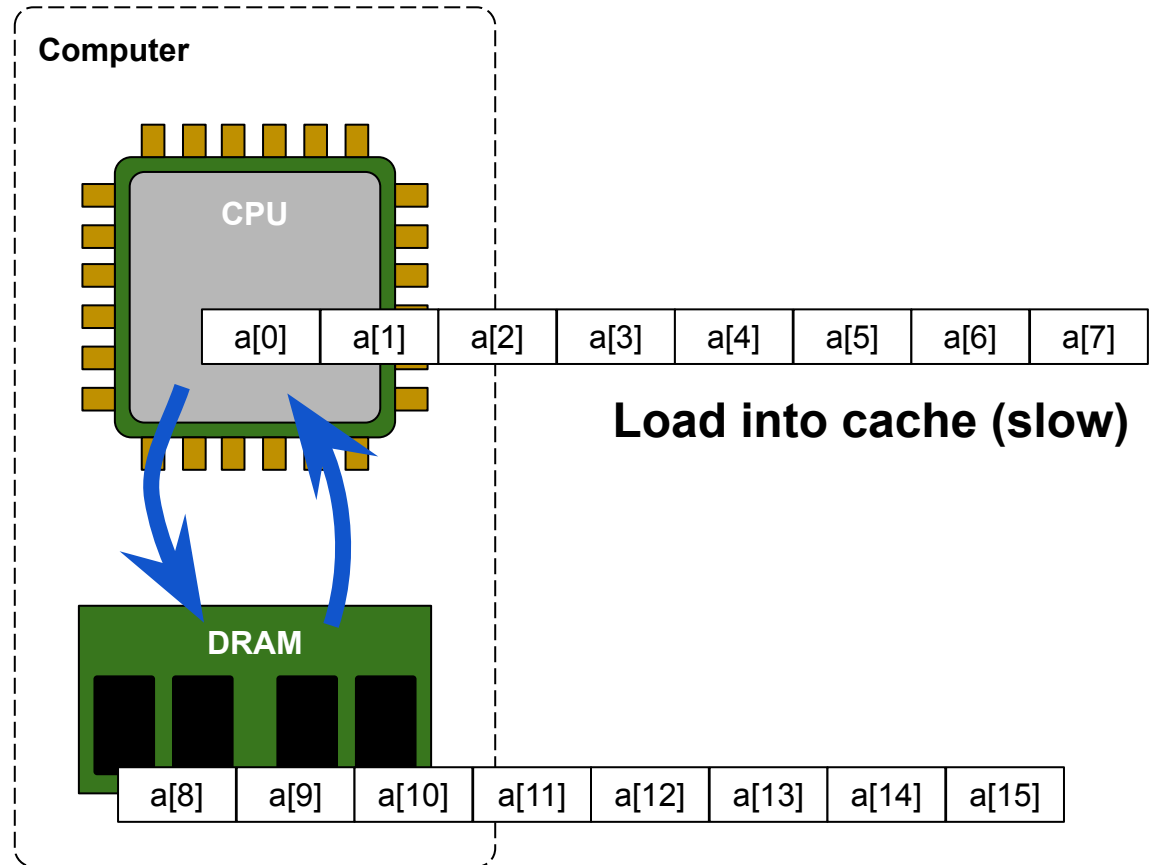 Computer
CPU
a[0] a[1] a[2] a[3] a[4] a[5] a[6] a[7]
Load into cache (slow)
DRAM
a[8] a[9] a[10] a[11] a[12] a[13] a[14] a[15]